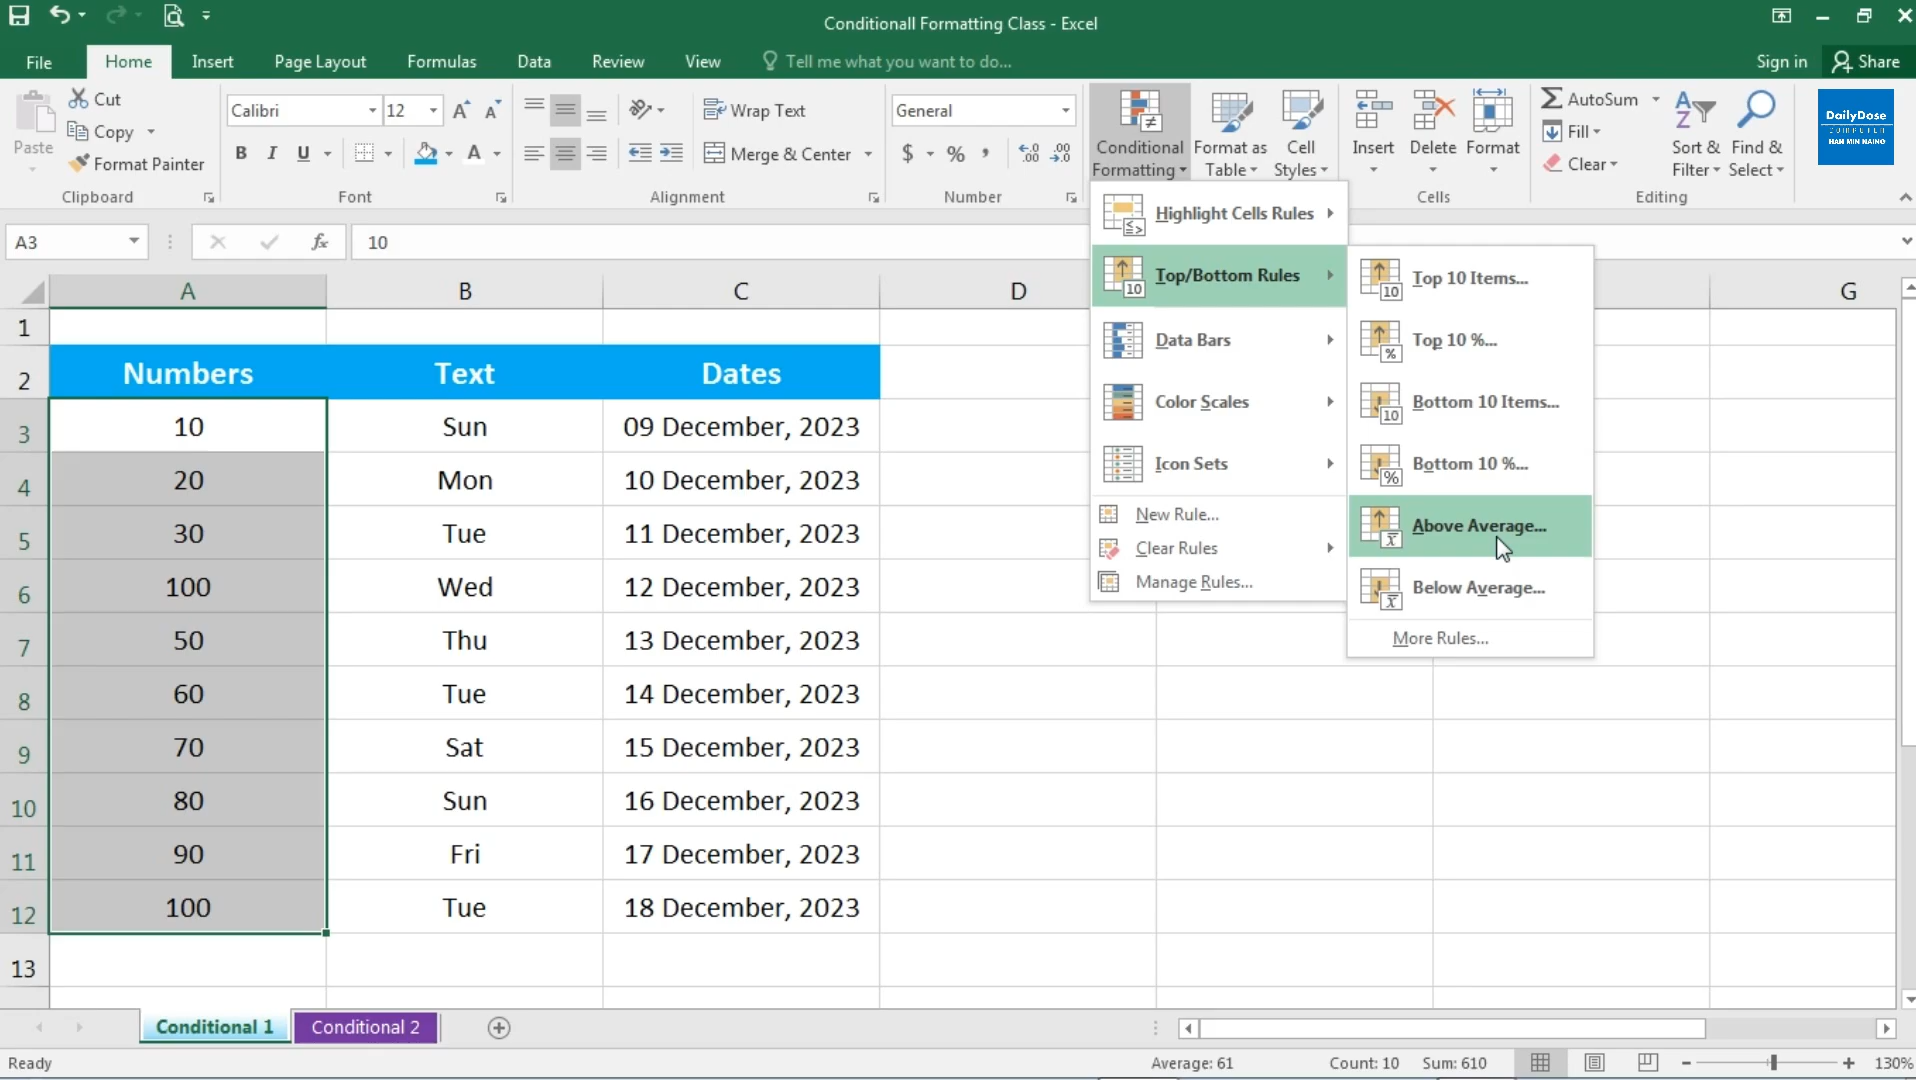 Conditionall Formatting Class - Excel
File Home Insert Page Layout Formulas Data Review View Tell me what you want to do... Sign in Share
Paste
Cut
Copy
Format Painter
Clipboard
Calibri 12
B I U A
Font
Wrap Text
Merge & Center
Alignment
General
$ %
Number
Conditional Formatting
Format as Table
Cell Styles
Insert Delete Format
Cells
AutoSum
Fill
Clear
Sort & Filter
Find & Select
Editing
DailyDose
COMPUTER
HAN MIN NAING
A3 fx 10
Highlight Cells Rules
Top/Bottom Rules
Data Bars
Color Scales
Icon Sets
New Rule...
Clear Rules
Manage Rules...
Top 10 Items...
Top 10 %...
Bottom 10 Items...
Bottom 10 %...
Above Average...
Below Average...
More Rules...
A B C D G
1
2 Numbers Text Dates
3 10 Sun 09 December, 2023
4 20 Mon 10 December, 2023
5 30 Tue 11 December, 2023
6 100 Wed 12 December, 2023
7 50 Thu 13 December, 2023
8 60 Tue 14 December, 2023
9 70 Sat 15 December, 2023
10 80 Sun 16 December, 2023
11 90 Fri 17 December, 2023
12 100 Tue 18 December, 2023
13
Conditional 1 Conditional 2
Ready Average: 61 Count: 10 Sum: 610 130%